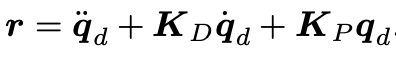 r = q̈_d + K_D q̇_d + K_P q_d.